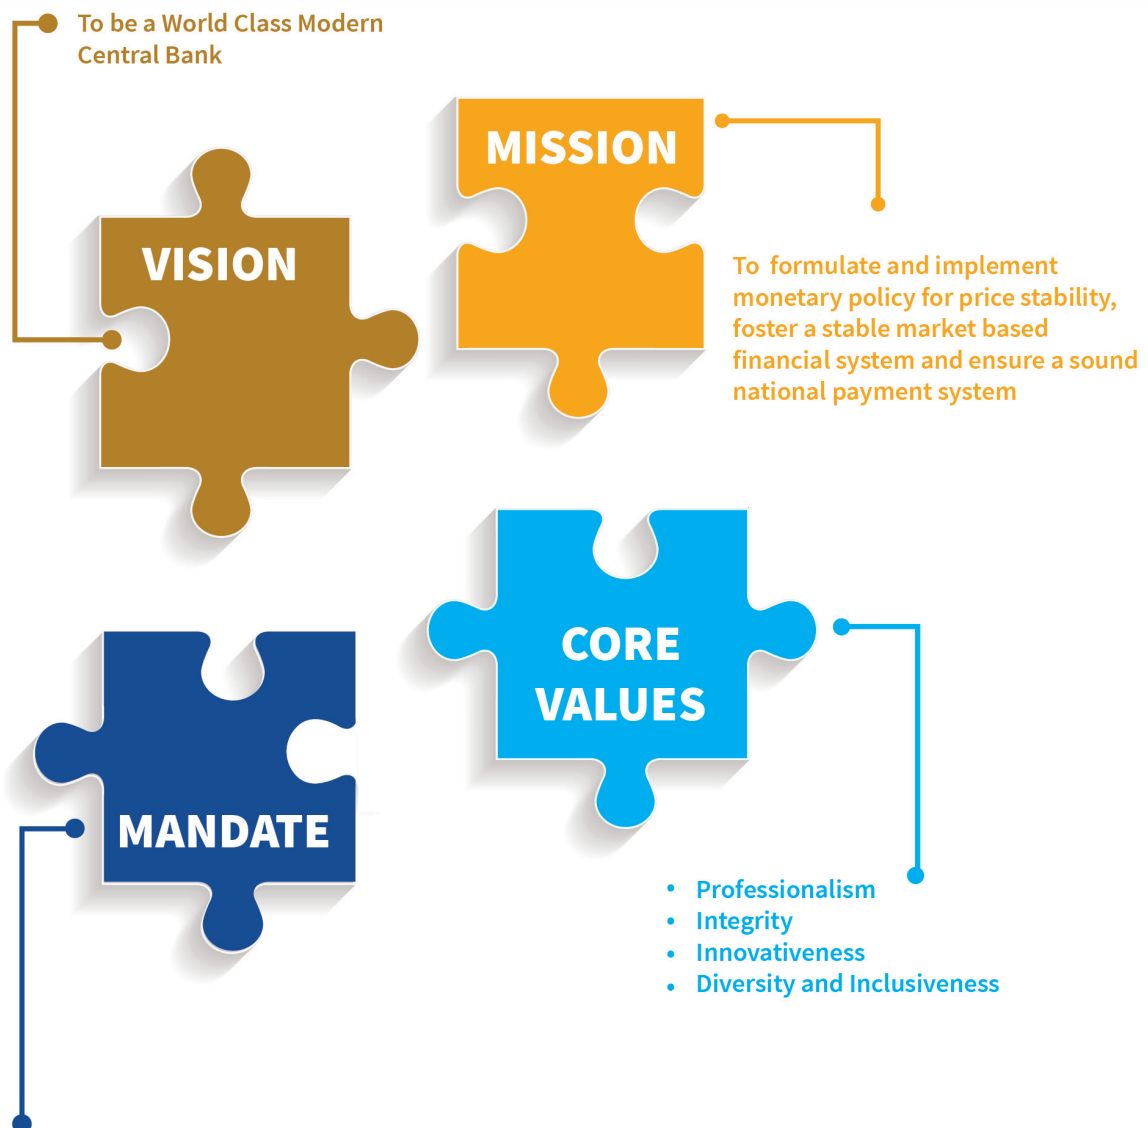 To be a World Class Modern
Central Bank
MISSION
VISION
To formulate and implement
monetary policy for price stability,
foster a stable market based
financial system and ensure a sound
national payment system
CORE
VALUES
MANDATE
• Professionalism
• Integrity
• Innovativeness
• Diversity and Inclusiveness